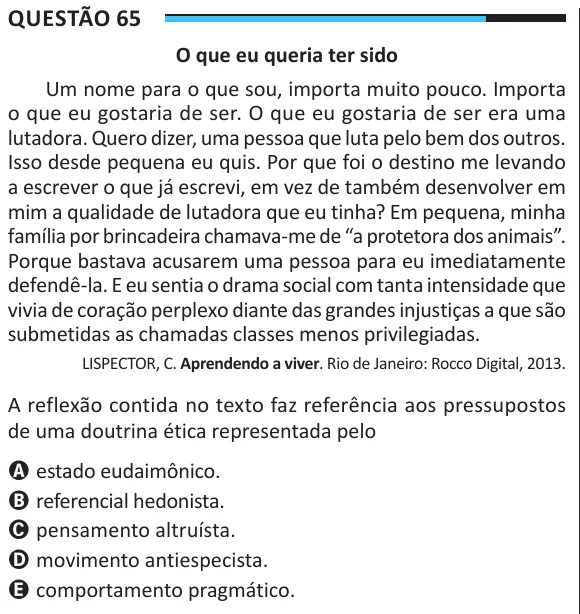 QUESTÃO 65
O que eu queria ter sido
Um nome para o que sou, importa muito pouco. Importa
o que eu gostaria de ser. O que eu gostaria de ser era uma
lutadora. Quero dizer, uma pessoa que luta pelo bem dos outros.
Isso desde pequena eu quis. Por que foi o destino me levando
a escrever o que já escrevi, em vez de também desenvolver em
mim a qualidade de lutadora que eu tinha? Em pequena, minha
família por brincadeira chamava-me de “a protetora dos animais”.
Porque bastava acusarem uma pessoa para eu imediatamente
defendê-la. E eu sentia o drama social com tanta intensidade que
vivia de coração perplexo diante das grandes injustiças a que são
submetidas as chamadas classes menos privilegiadas.
LISPECTOR, C. Aprendendo a viver. Rio de Janeiro: Rocco Digital, 2013.
A reflexão contida no texto faz referência aos pressupostos
de uma doutrina ética representada pelo
A estado eudaimônico.
B referencial hedonista.
C pensamento altruísta.
D movimento antiespecista.
E comportamento pragmático.